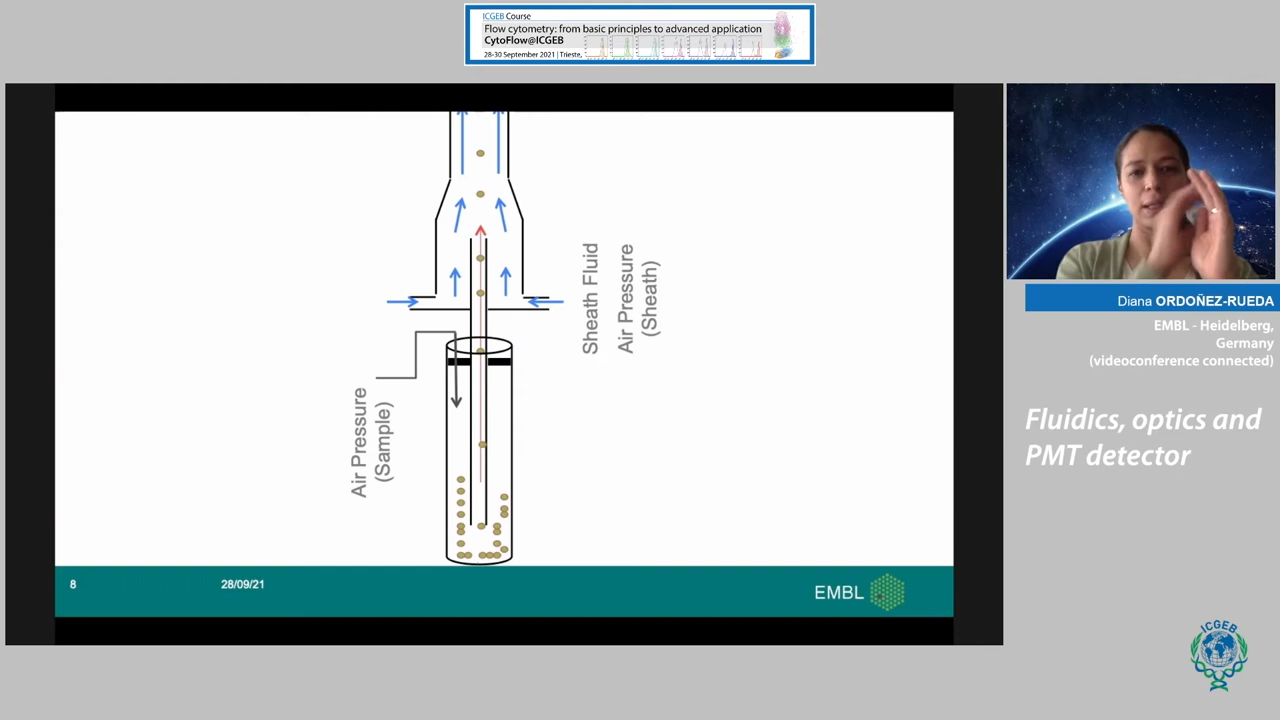 ICGEB Course
Flow cytometry: from basic principles to advanced application
CytoFlow@ICGEB
28-30 September 2021 | Trieste,
Sheath Fluid
Air Pressure
(Sheath)
Air Pressure
(Sample)
8
28/09/21
EMBL
Diana ORDOÑEZ-RUEDA
EMBL - Heidelberg,
Germany
(videoconference connected)
Fluidics, optics and
PMT detector
ICGEB